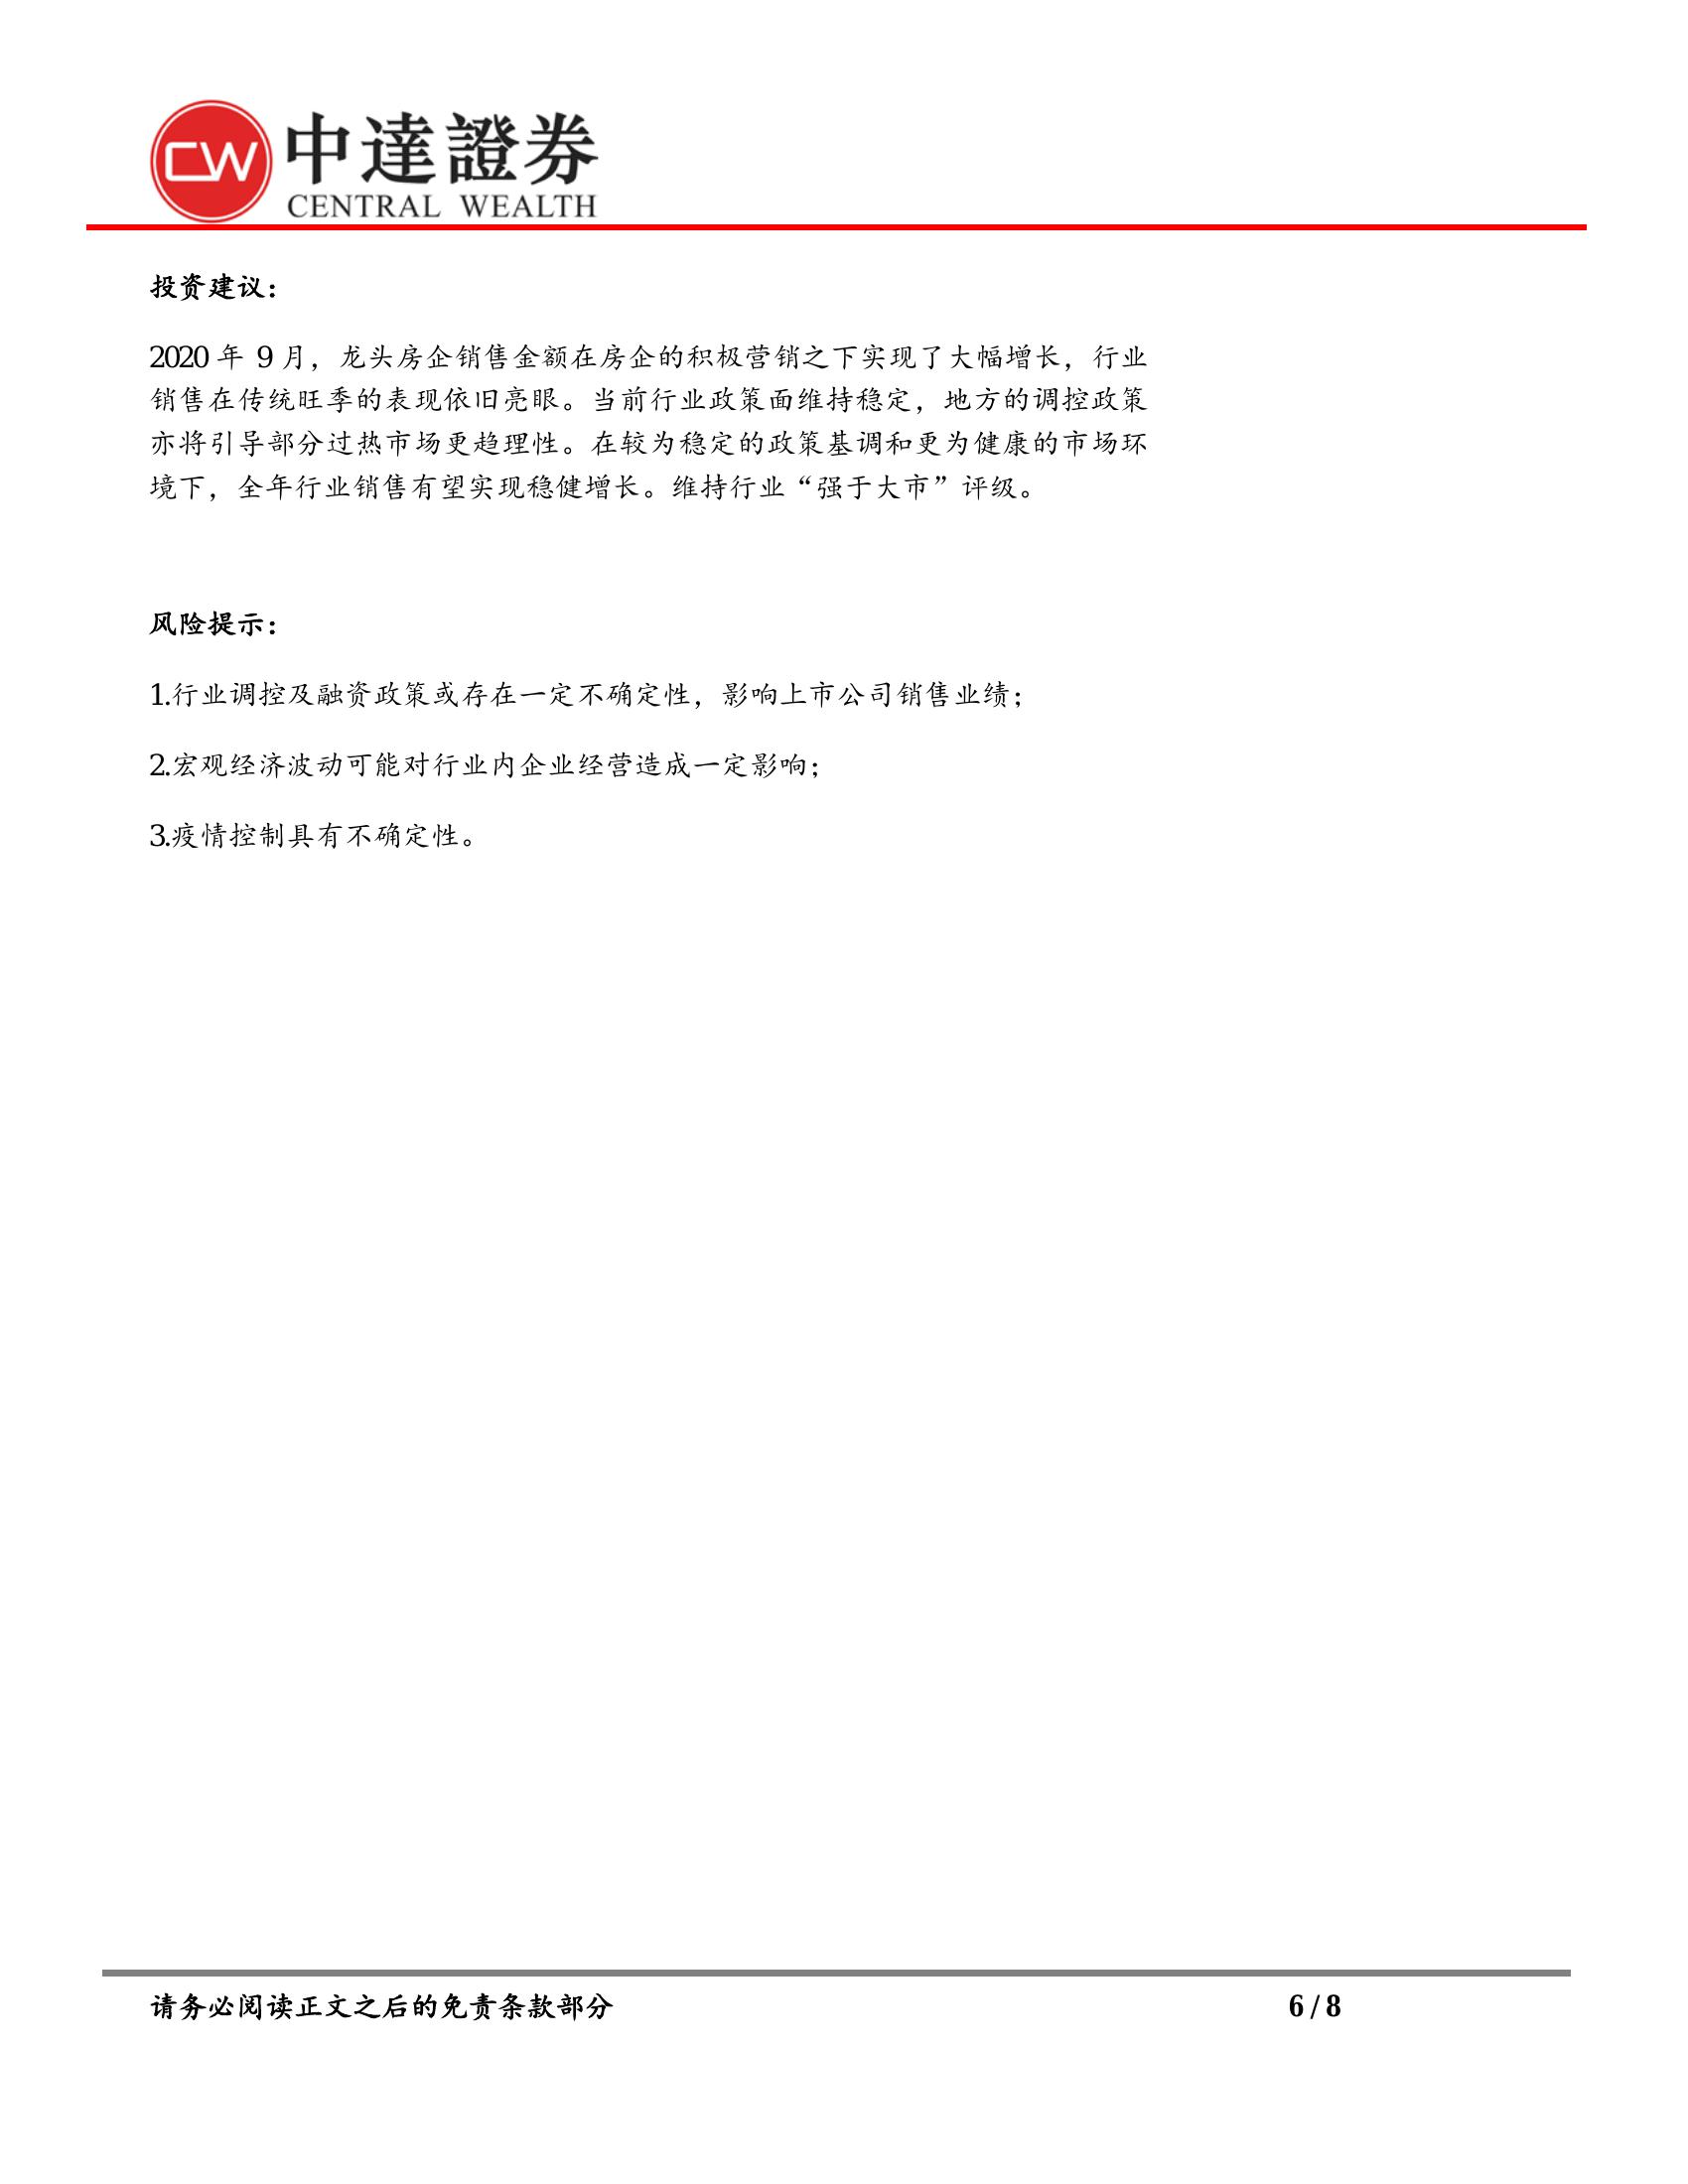 CW
中達證券
CENTRAL WEALTH
投资建议：
2020 年 9 月，龙头房企销售金额在房企的积极营销之下实现了大幅增长，行业
销售在传统旺季的表现依旧亮眼。当前行业政策面维持稳定，地方的调控政策
亦将引导部分过热市场更趋理性。在较为稳定的政策基调和更为健康的市场环
境下，全年行业销售有望实现稳健增长。维持行业“强于大市”评级。
风险提示：
1.行业调控及融资政策或存在一定不确定性，影响上市公司销售业绩；
2.宏观经济波动可能对行业内企业经营造成一定影响；
3.疫情控制具有不确定性。
请务必阅读正文之后的免责条款部分 6 / 8